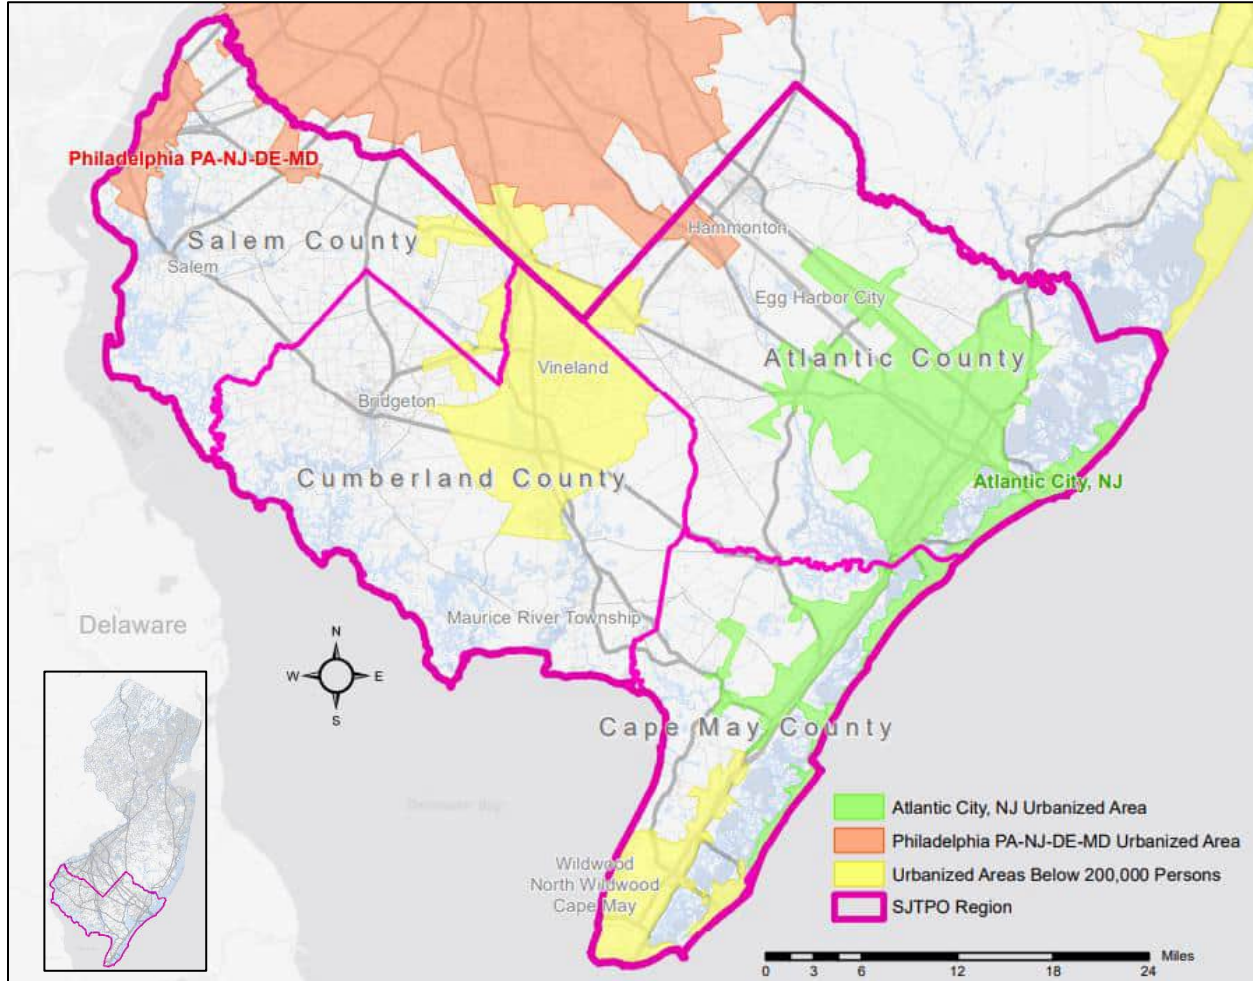 Philadelphia PA-NJ-DE-MD
Hammonton
Salem County
Salem
Egg Harbor City
Atlantic County
Vineland
Bridgeton
Cumberland County
Atlantic City, NJ
Maurice River Township
Delaware
N
W E
S
Cape May County
Delaware Bay
Wildwood
North Wildwood
Cape May
Atlantic City, NJ Urbanized Area
Philadelphia PA-NJ-DE-MD Urbanized Area
Urbanized Areas Below 200,000 Persons
SJTPO Region
Miles
0 3 6 12 18 24